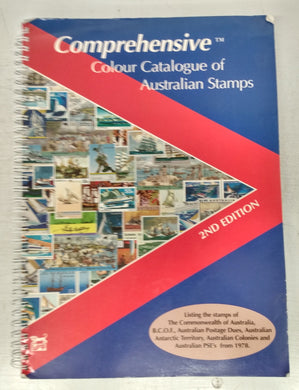 Comprehensive™
Colour Catalogue of
Australian Stamps
2ND EDITION
Listing the stamps of
The Commonwealth of Australia,
B.C.O.F., Australian Postage Dues, Australian
Antarctic Territory, Australian Colonies and
Australian PSE's from 1978.